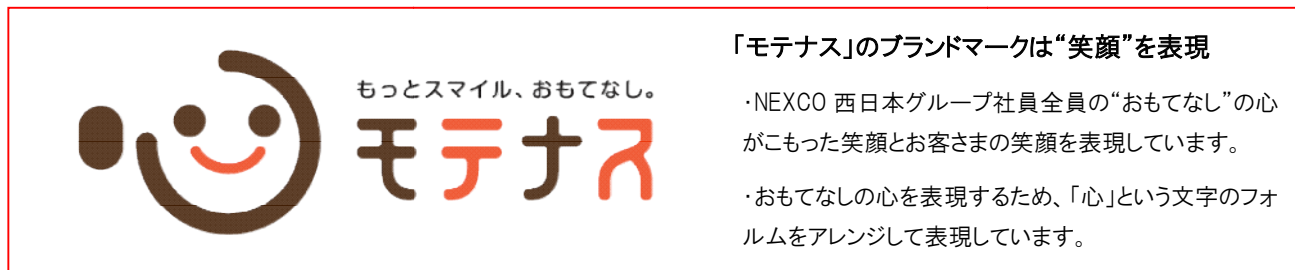 もっとスマイル、おもてなし。
モテナス
「モテナス」のブランドマークは“笑顔”を表現
・NEXCO 西日本グループ社員全員の“おもてなし”の心
がこもった笑顔とお客さまの笑顔を表現しています。
・おもてなしの心を表現するため、「心」という文字のフォ
ルムをアレンジして表現しています。